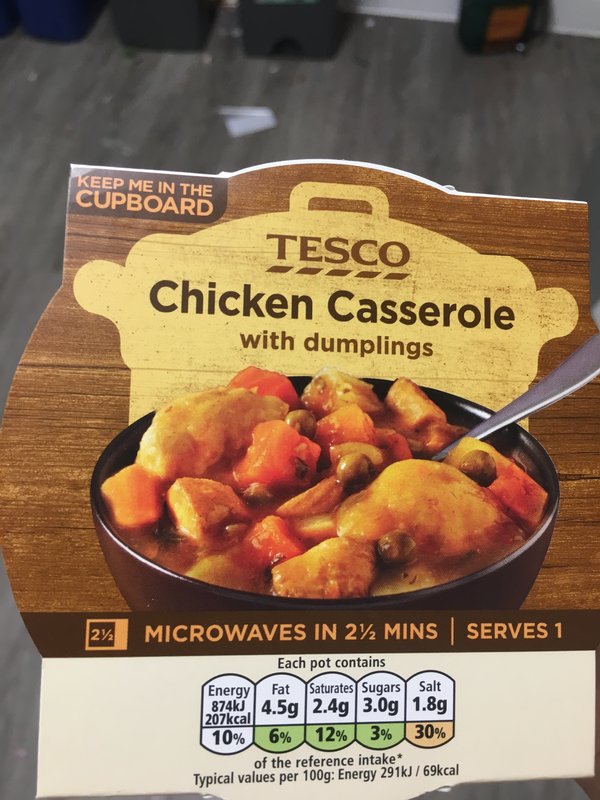 KEEP ME IN THE
CUPBOARD
TESCO
Chicken Casserole
with dumplings
2½ MICROWAVES IN 2½ MINS | SERVES 1
Each pot contains
Energy Fat Saturates Sugars Salt
874kJ 4.5g 2.4g 3.0g 1.8g
207kcal
10% 6% 12% 3% 30%
of the reference intake*
Typical values per 100g: Energy 291kJ / 69kcal